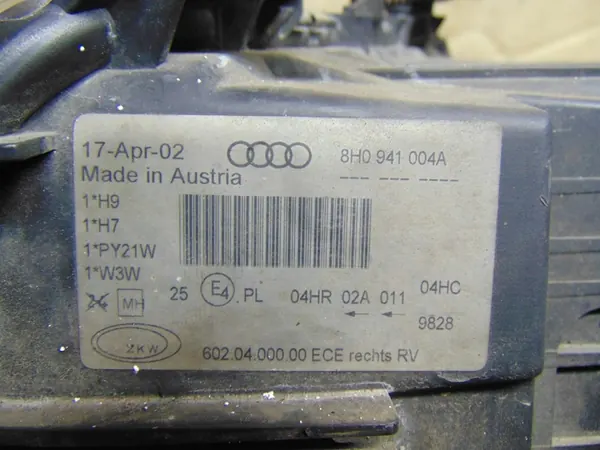 17-Apr-02 8H0 941 004A
Made in Austria --- --- ----
1*H9
1*H7
1*PY21W
1*W3W
MH 25 E4 PL 04HR 02A 011 04HC
← ← 9828
ZKW
602.04.000.00 ECE rechts RV